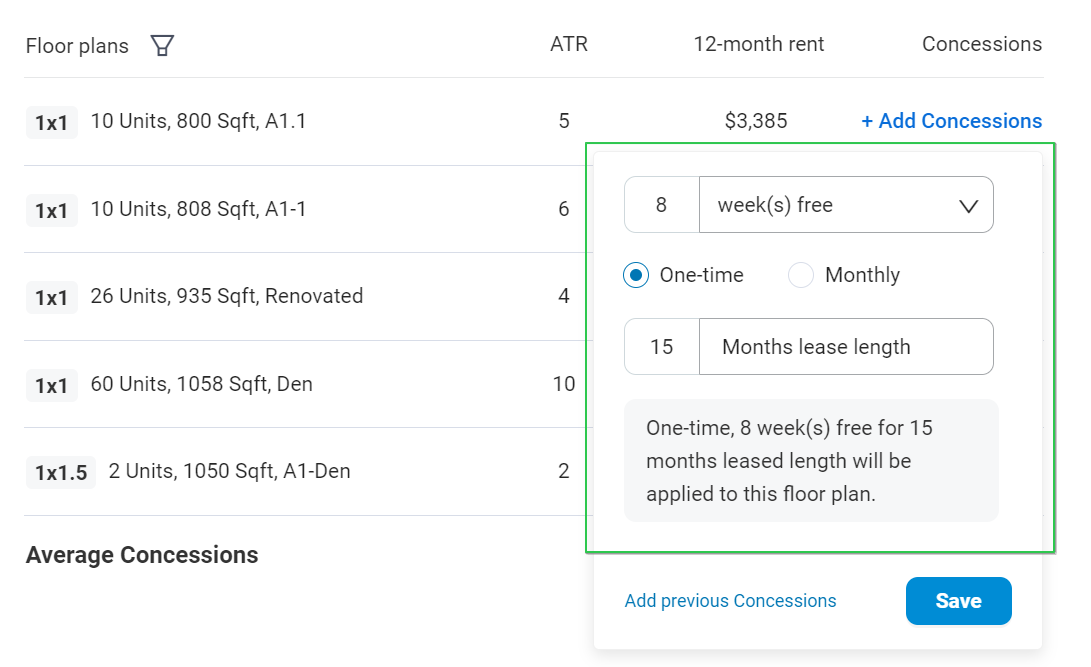 Floor plans ATR 12-month rent Concessions
1x1 10 Units, 800 Sqft, A1.1 5 $3,385 + Add Concessions
1x1 10 Units, 808 Sqft, A1-1 6
1x1 26 Units, 935 Sqft, Renovated 4
1x1 60 Units, 1058 Sqft, Den 10
1x1.5 2 Units, 1050 Sqft, A1-Den 2
Average Concessions
8 week(s) free
One-time Monthly
15 Months lease length
One-time, 8 week(s) free for 15
months leased length will be
applied to this floor plan.
Add previous Concessions Save